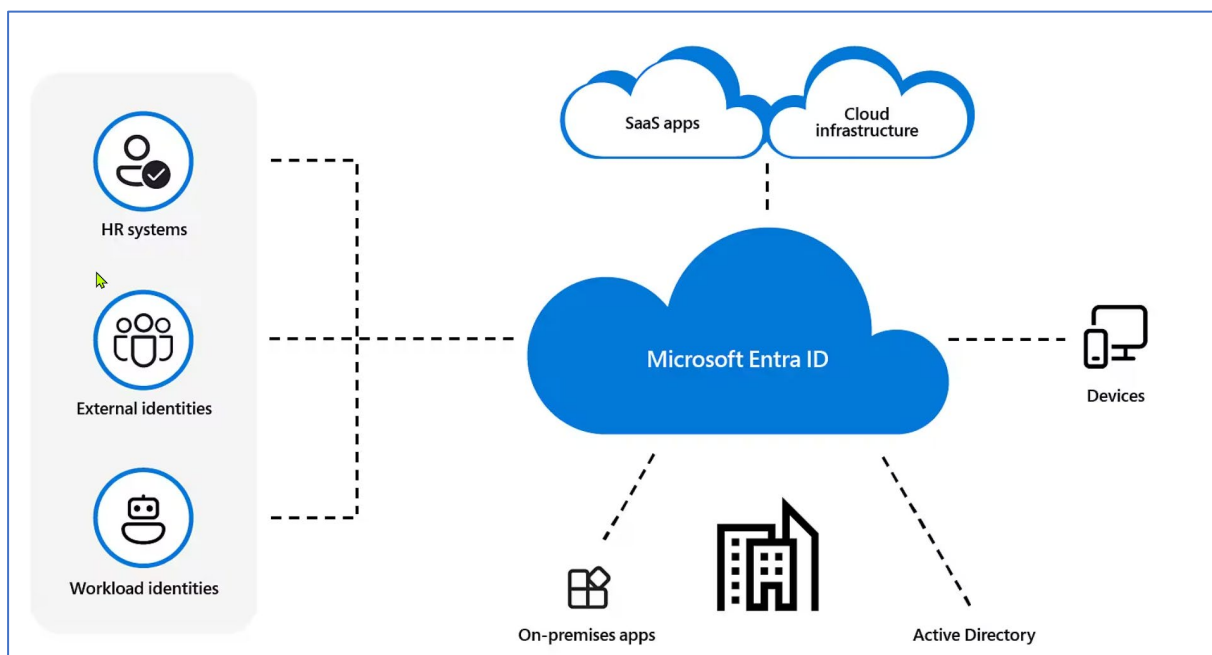 SaaS apps
Cloud
infrastructure
HR systems
Microsoft Entra ID
External identities
Devices
Workload identities
On-premises apps
Active Directory